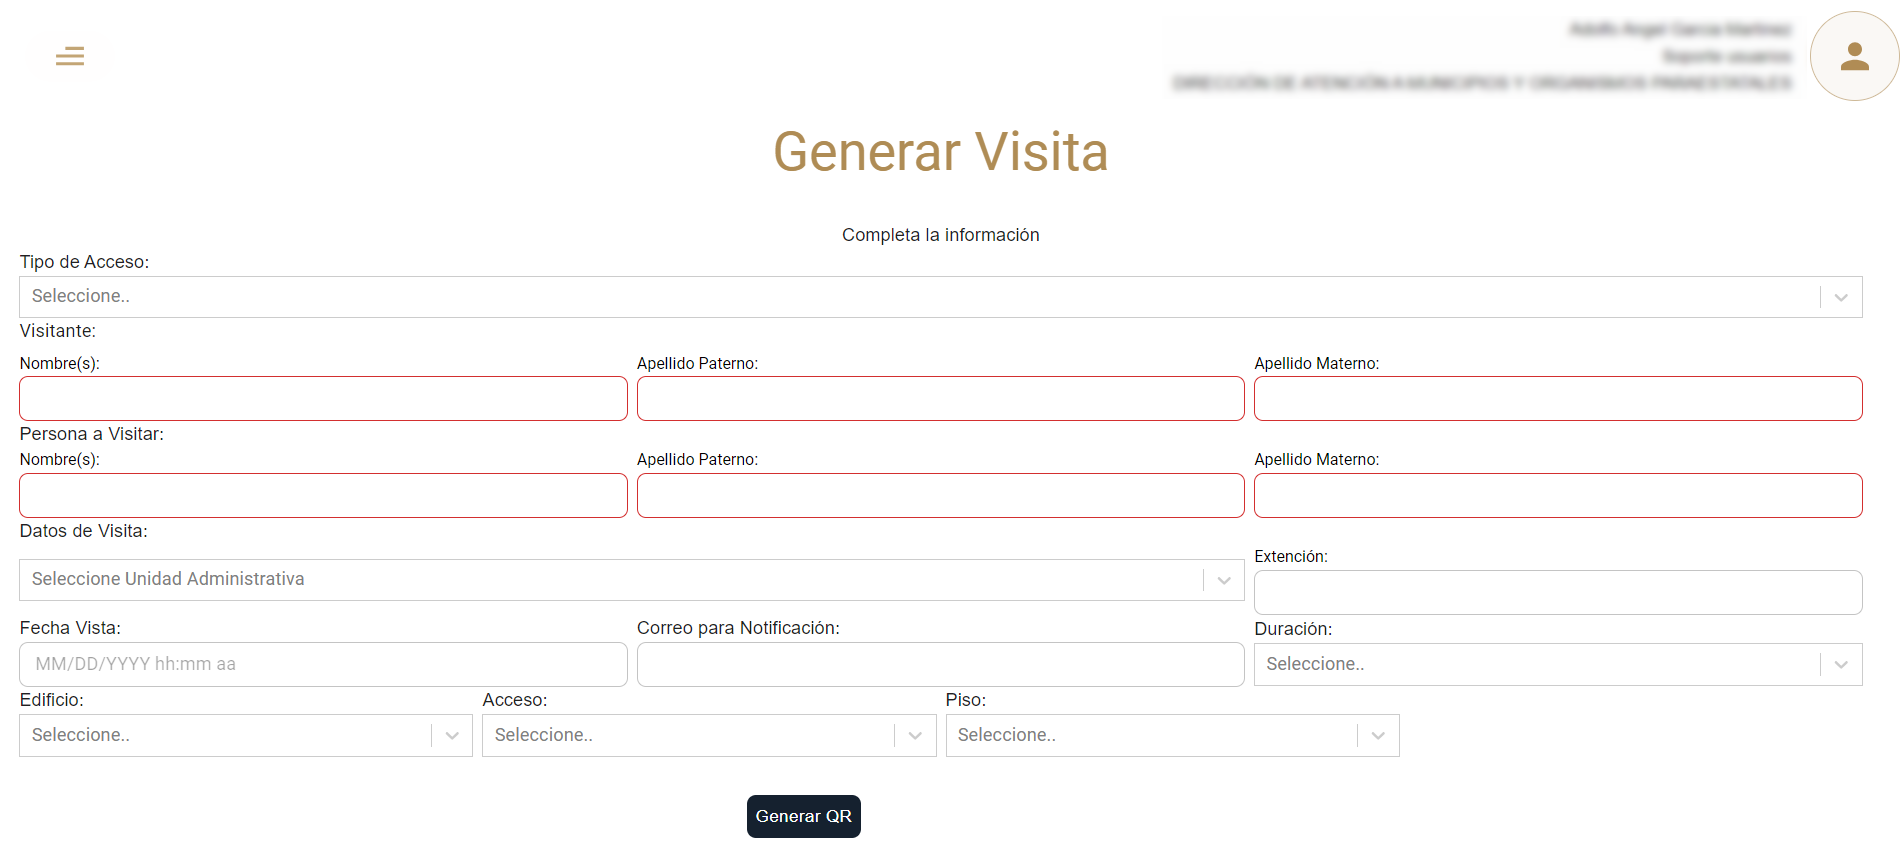 Generar Visita
Completa la información
Tipo de Acceso:
Seleccione..
Visitante:
Nombre(s): Apellido Paterno: Apellido Materno:
Persona a Visitar:
Nombre(s): Apellido Paterno: Apellido Materno:
Datos de Visita:
Seleccione Unidad Administrativa
Extención:
Fecha Vista: Correo para Notificación: Duración:
MM/DD/YYYY hh:mm aa Seleccione..
Edificio: Acceso: Piso:
Seleccione.. Seleccione.. Seleccione..
Generar QR